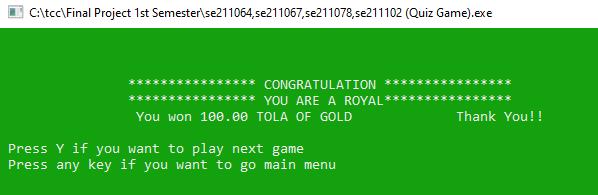 C:\tcc\Final Project 1st Semester\se211064,se211067,se211078,se211102 (Quiz Game).exe
**************** CONGRATULATION ****************
**************** YOU ARE A ROYAL****************
You won 100.00 TOLA OF GOLD             Thank You!!
Press Y if you want to play next game
Press any key if you want to go main menu